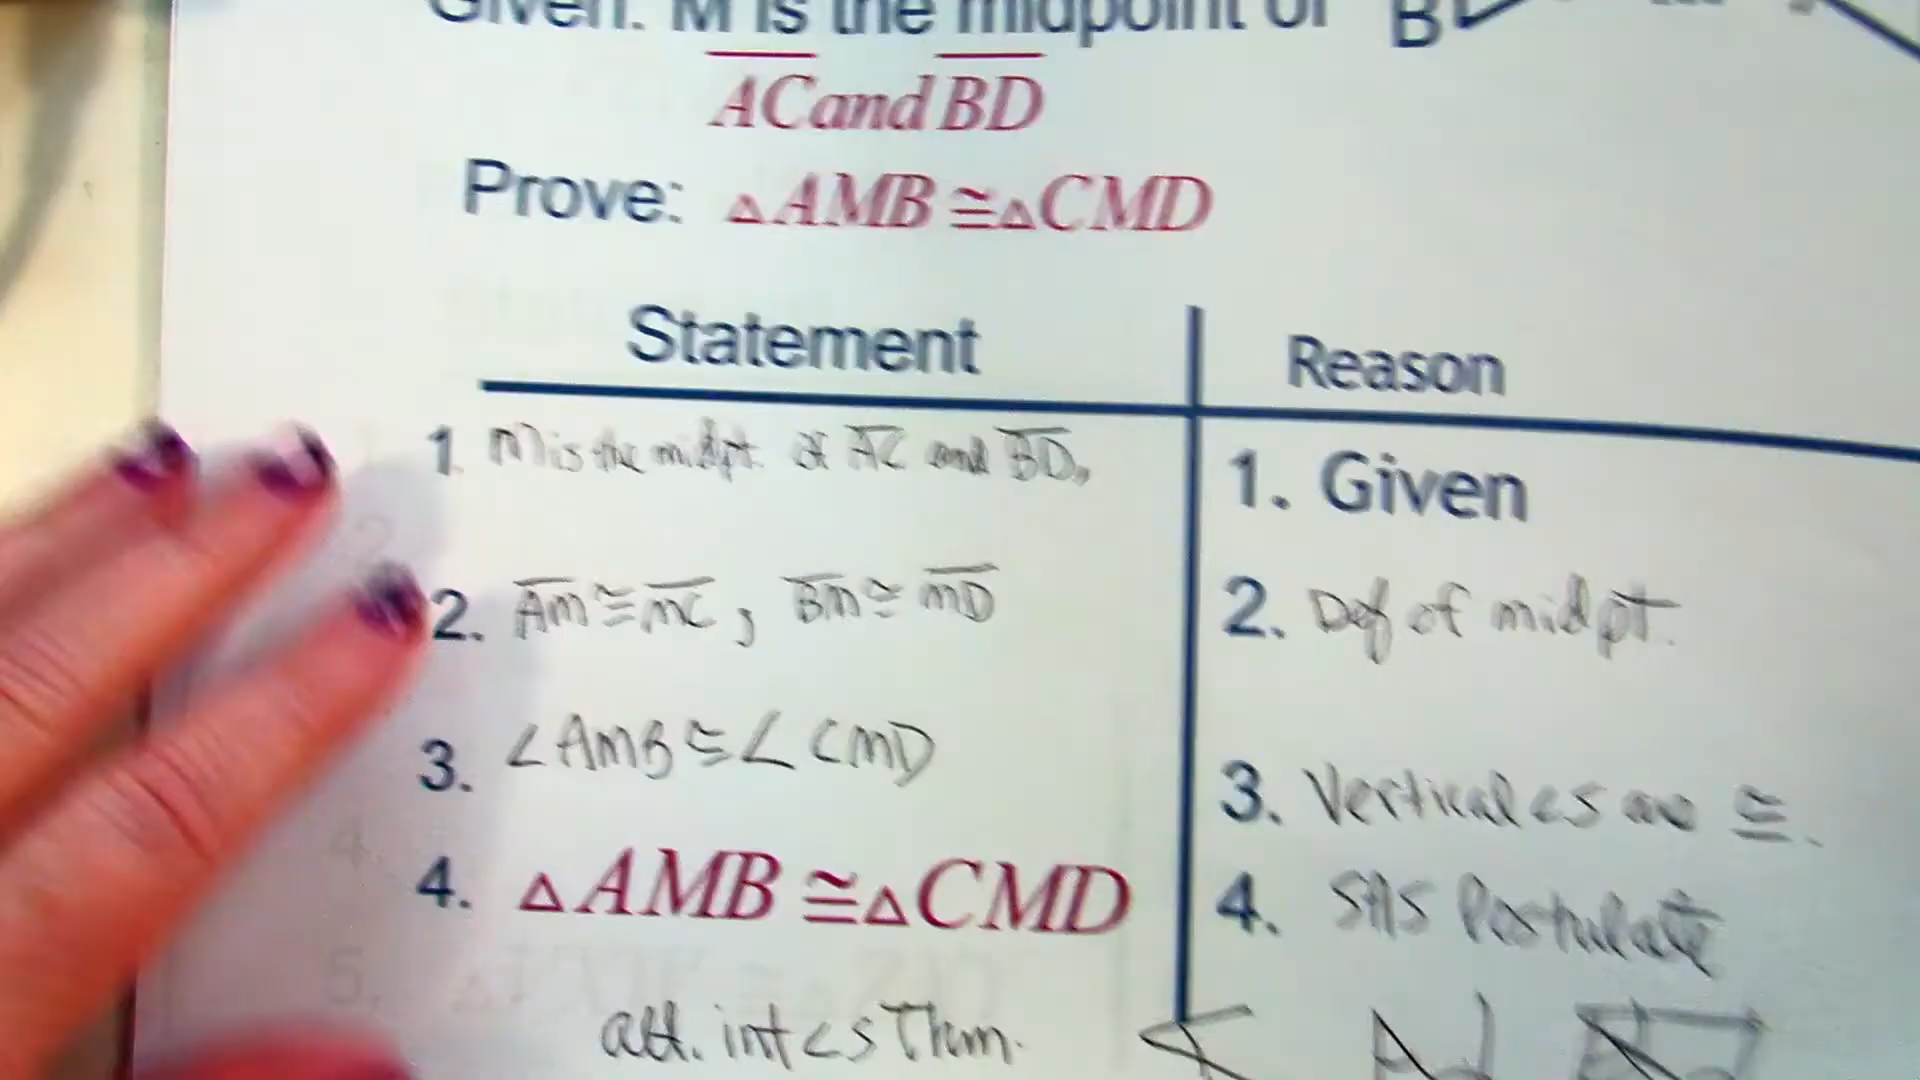 Given: M is the midpoint of B
AC and BD
Prove: △AMB ≅ △CMD
Statement Reason
1. M is the midpt. of AC and BD. 1. Given
2. AM ≅ MC, BM ≅ MD 2. Def of midpt.
3. ∠AMB ≅ ∠CMD 3. Vertical ∠s are ≅.
4. △AMB ≅ △CMD 4. SAS Postulate
alt. int ∠s Thm.